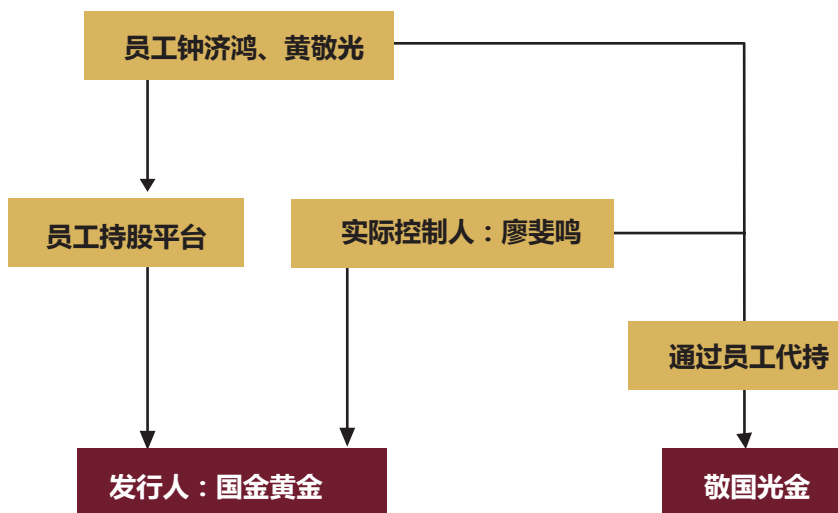 员工钟济鸿、黄敬光
员工持股平台
实际控制人：廖斐鸣
通过员工代持
发行人：国金黄金
敬国光金